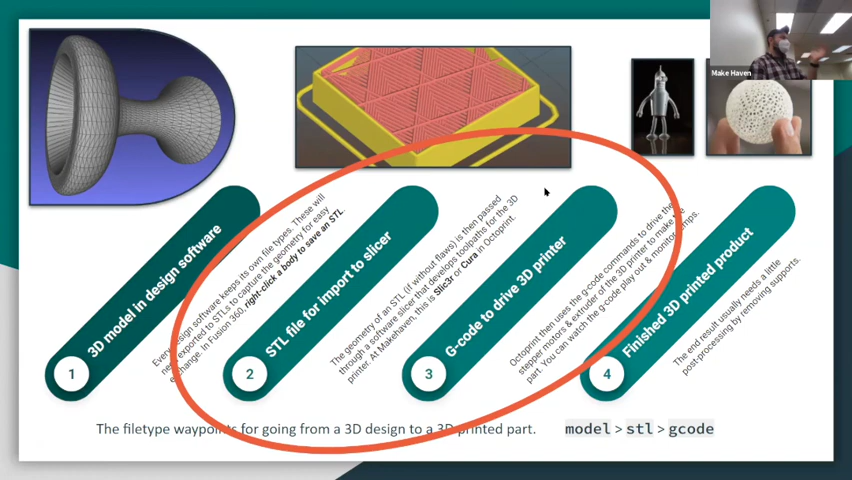 Make Haven
1
3D model in design software
Every design software keeps its own file types. These will
exported to STLs to capture the geometry for easy
exchange. In Fusion 360, right-click a body to save an STL.
2
STL file for import to slicer
The geometry of an STL (if without flaws) is then passed
through a software slicer that develops toolpaths for the 3D
printer. At Makehaven, this is Slic3r or Cura in Octoprint.
3
G-code to drive 3D printer
Octoprint then uses the g-code commands to drive the
stepper motors & extruder of the 3D printer to make the
part. You can watch the g-code play out & monitor temps.
4
Finished 3D printed product
The end result usually needs a little
post-processing by removing supports.
The filetype waypoints for going from a 3D design to a 3D printed part.
model > stl > gcode